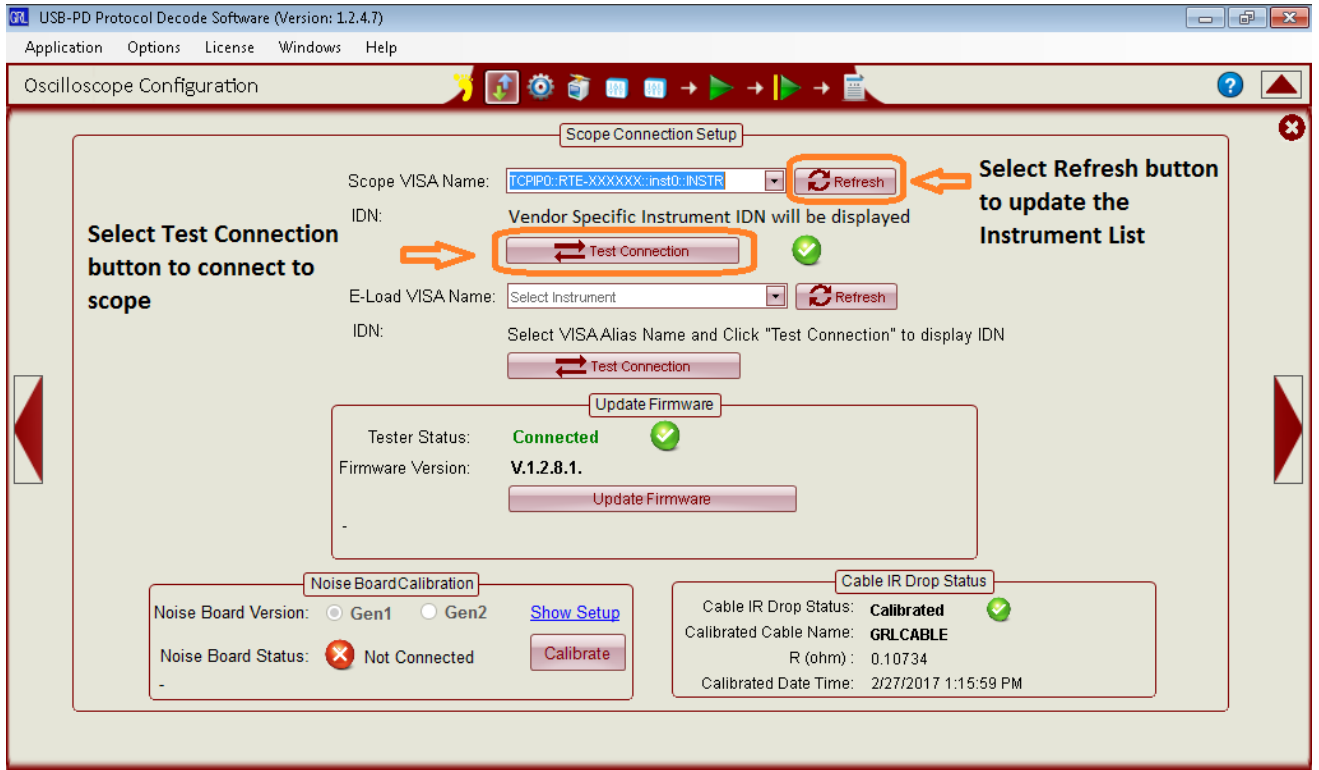 GRL USB-PD Protocol Decode Software (Version: 1.2.4.7)
Application Options License Windows Help
Oscilloscope Configuration
Scope Connection Setup
Scope VISA Name: TCPIP0::RTE-XXXXXX::inst0::INSTR Refresh
Select Refresh button
to update the
Instrument List
IDN: Vendor Specific Instrument IDN will be displayed
Select Test Connection
button to connect to
scope
Test Connection
E-Load VISA Name: Select Instrument Refresh
IDN: Select VISA Alias Name and Click "Test Connection" to display IDN
Test Connection
Update Firmware
Tester Status: Connected
Firmware Version: V.1.2.8.1.
Update Firmware
-
Noise Board Calibration
Noise Board Version: Gen1 Gen2 Show Setup
Noise Board Status: Not Connected Calibrate
-
Cable IR Drop Status
Cable IR Drop Status: Calibrated
Calibrated Cable Name: GRLCABLE
R (ohm) : 0.10734
Calibrated Date Time: 2/27/2017 1:15:59 PM